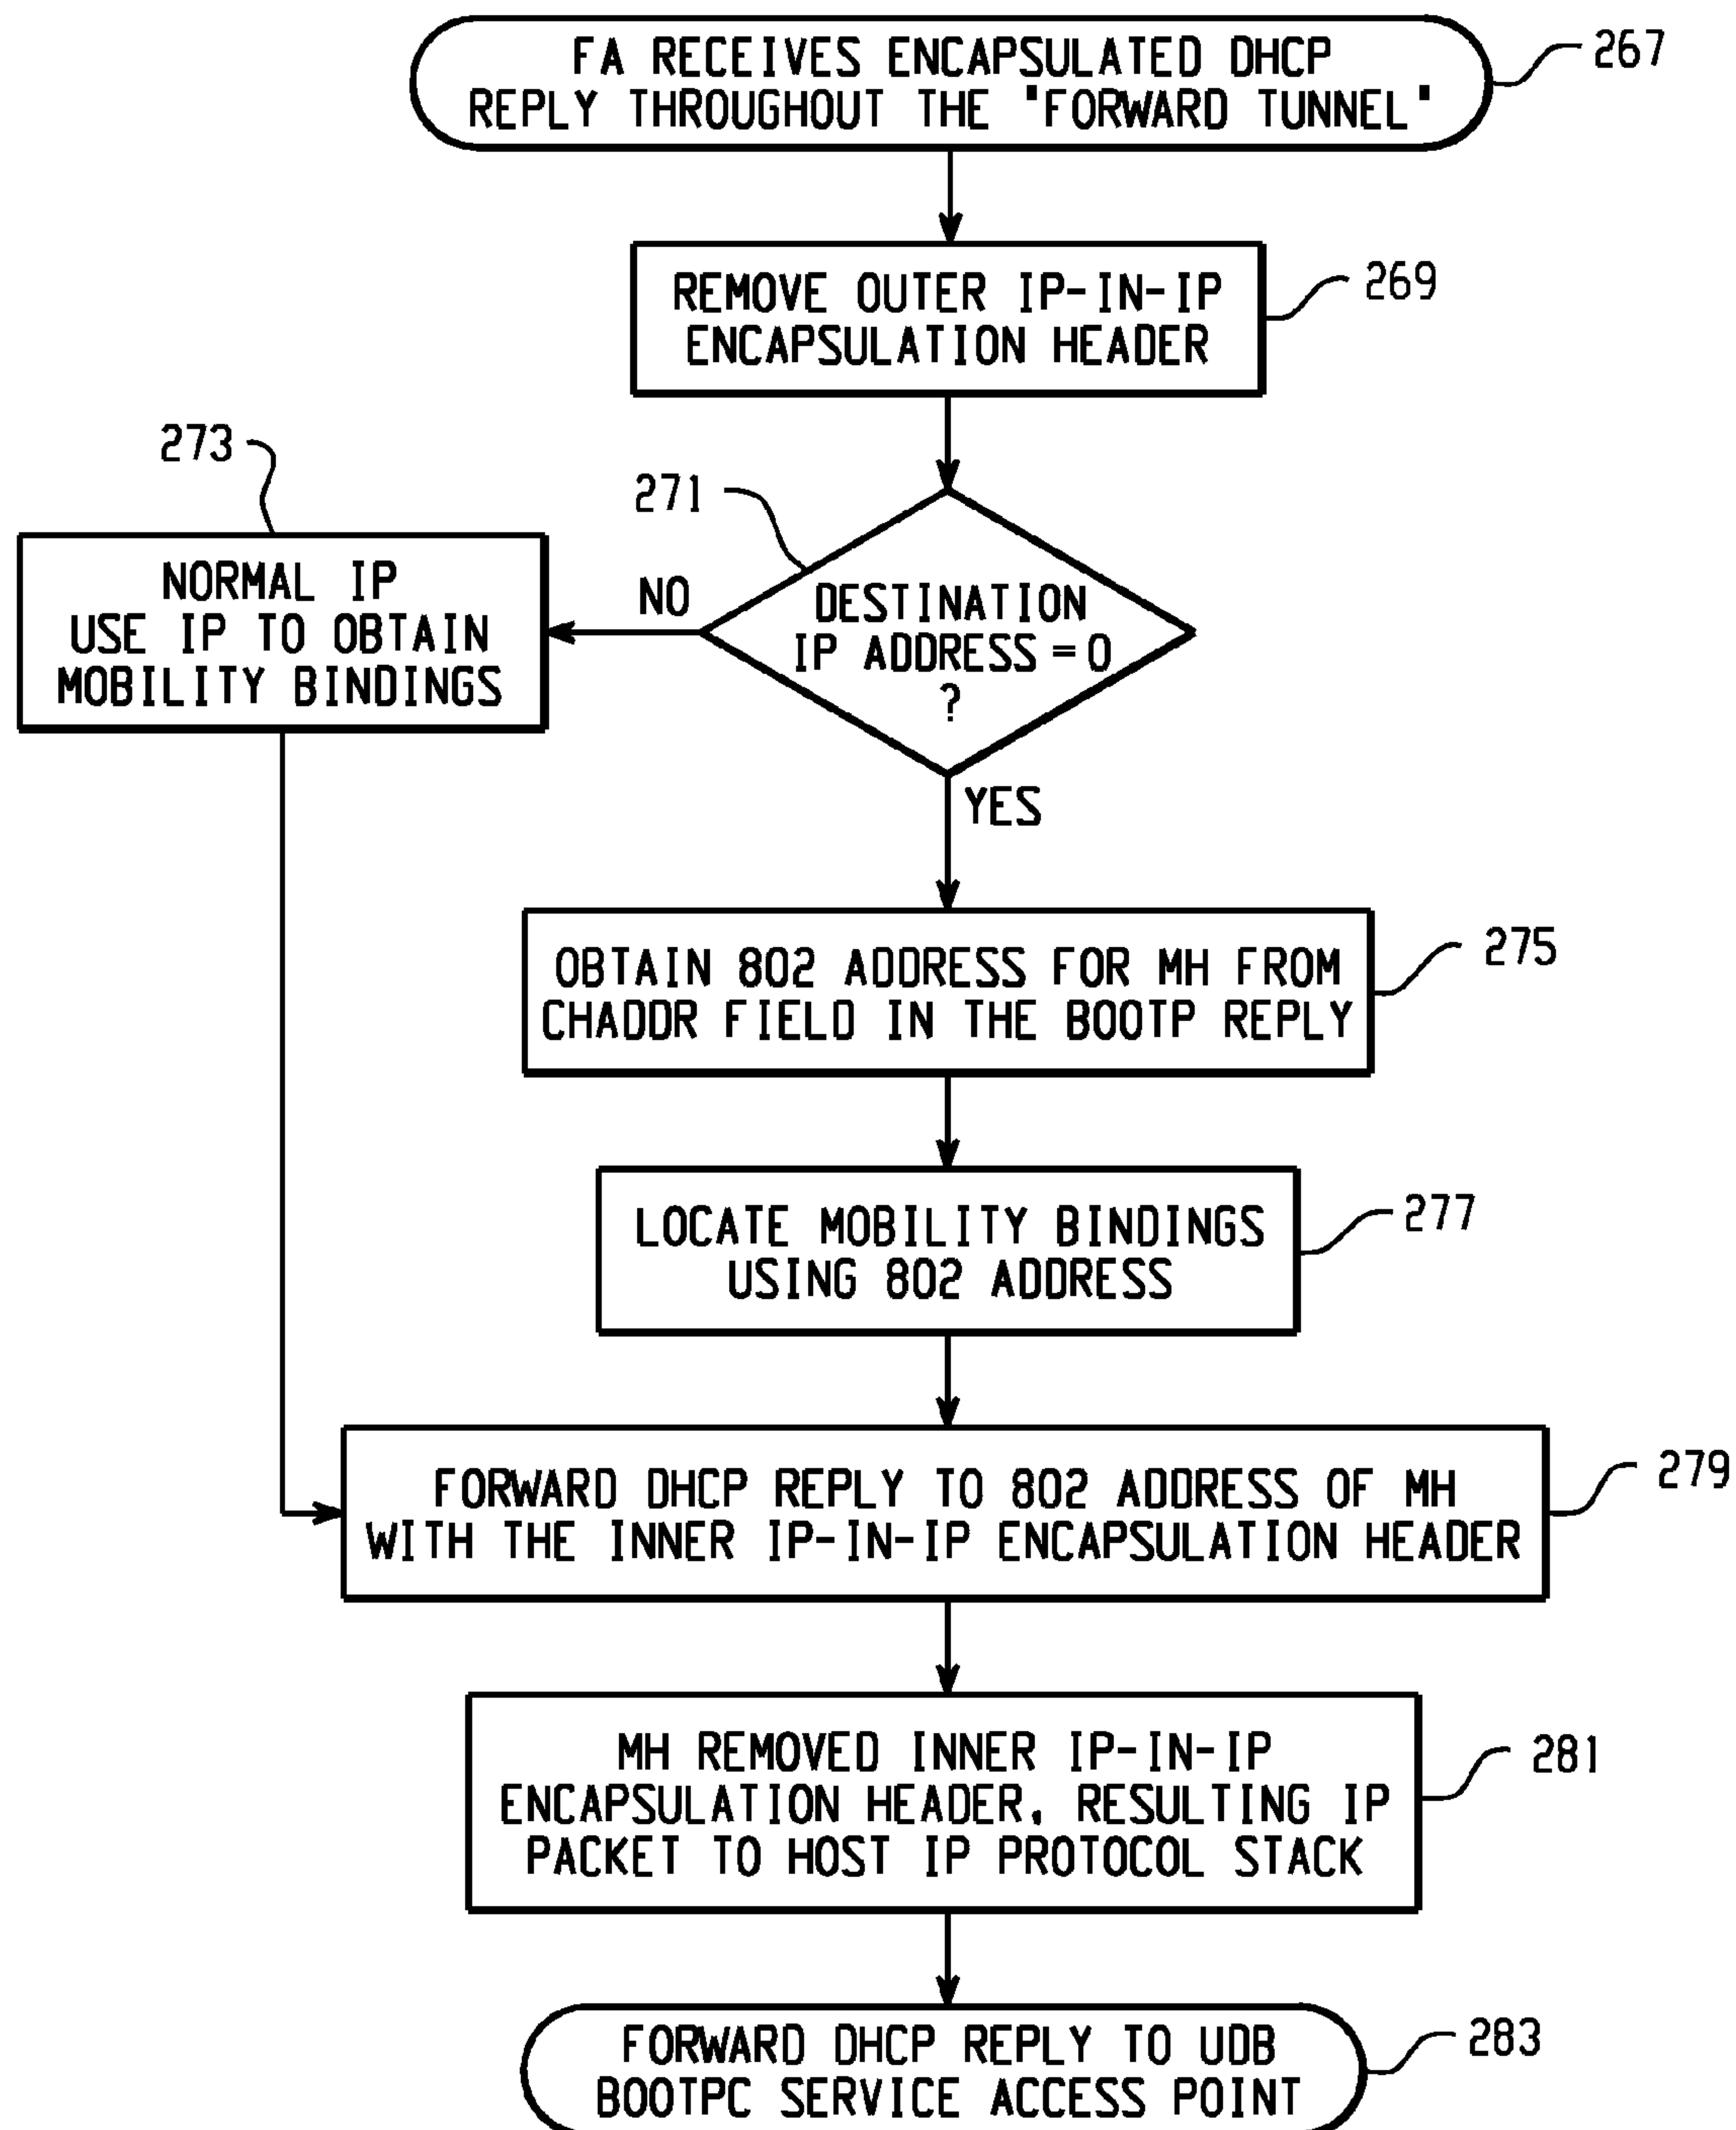 FA RECEIVES ENCAPSULATED DHCP
REPLY THROUGHOUT THE "FORWARD TUNNEL"
267
REMOVE OUTER IP-IN-IP
ENCAPSULATION HEADER
269
273
271
NORMAL IP
USE IP TO OBTAIN
MOBILITY BINDINGS
NO
DESTINATION
IP ADDRESS = 0
?
YES
OBTAIN 802 ADDRESS FOR MH FROM
CHADDR FIELD IN THE BOOTP REPLY
275
LOCATE MOBILITY BINDINGS
USING 802 ADDRESS
277
FORWARD DHCP REPLY TO 802 ADDRESS OF MH
WITH THE INNER IP-IN-IP ENCAPSULATION HEADER
279
MH REMOVED INNER IP-IN-IP
ENCAPSULATION HEADER, RESULTING IP
PACKET TO HOST IP PROTOCOL STACK
281
FORWARD DHCP REPLY TO UDB
BOOTPC SERVICE ACCESS POINT
283